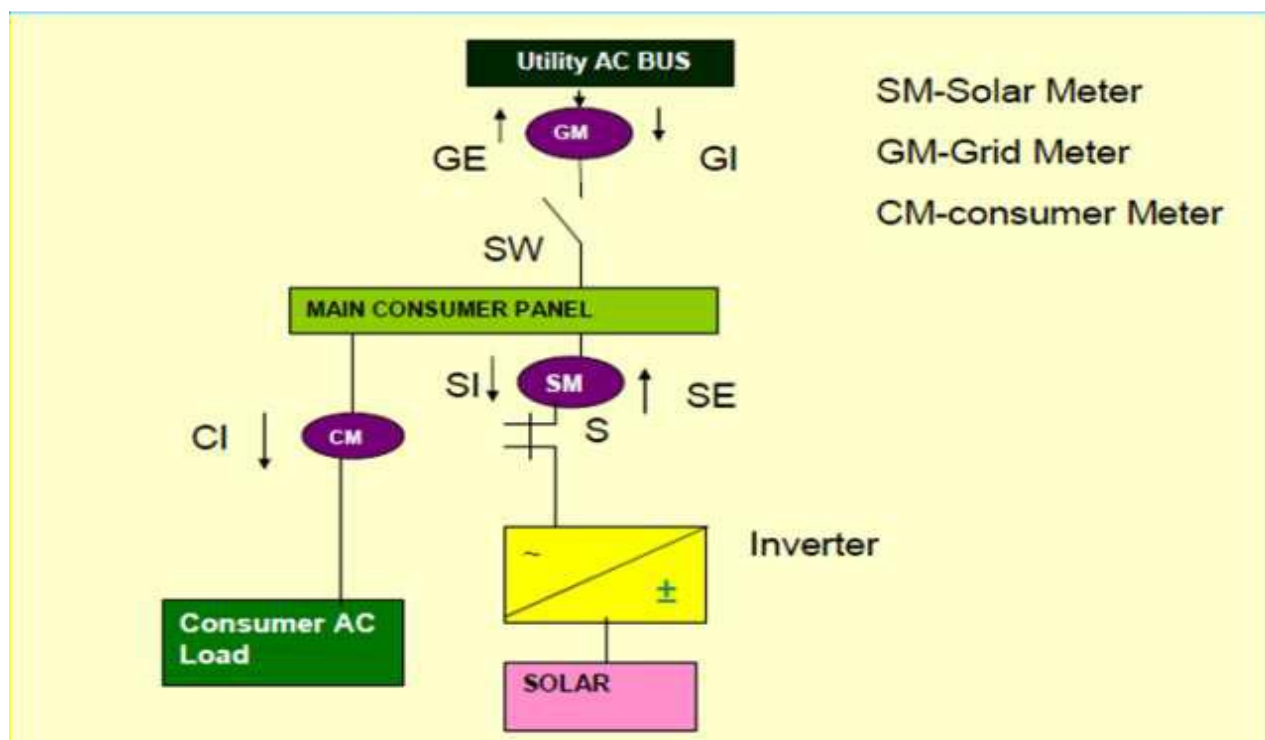 Utility AC BUS
SM-Solar Meter
GM
GE
GI
GM-Grid Meter
CM-consumer Meter
SW
MAIN CONSUMER PANEL
SI
SM
SE
CI
CM
S
~
Inverter
±
Consumer AC
Load
SOLAR